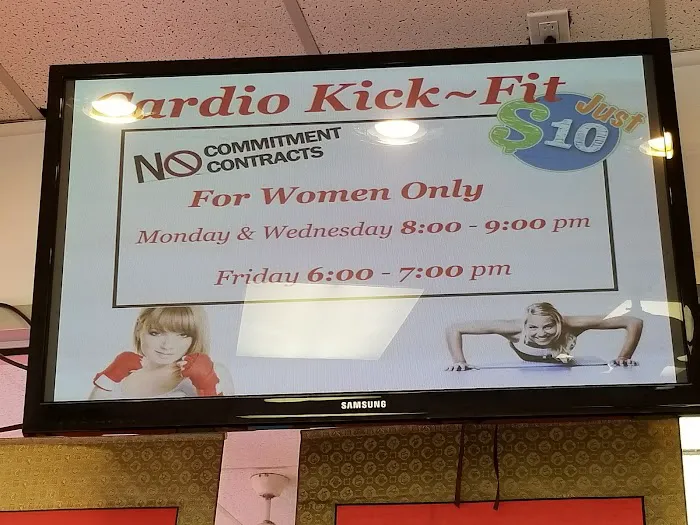 Cardio Kick~Fit
Just
$10
NO COMMITMENT
CONTRACTS
For Women Only
Monday & Wednesday 8:00 - 9:00 pm
Friday 6:00 - 7:00 pm
SAMSUNG